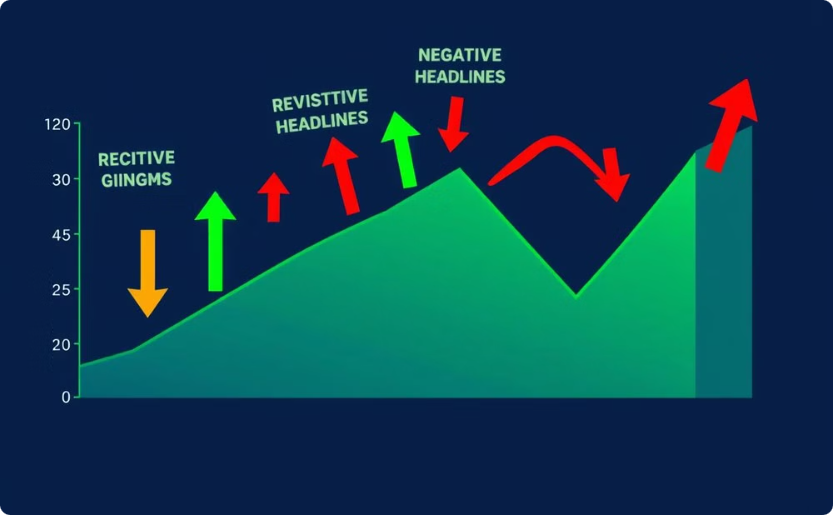 NEGATIVE
HEADLINES
REVISTTIVE
HEADLINES
RECITIVE
GIINGMS
120
30
45
25
20
0